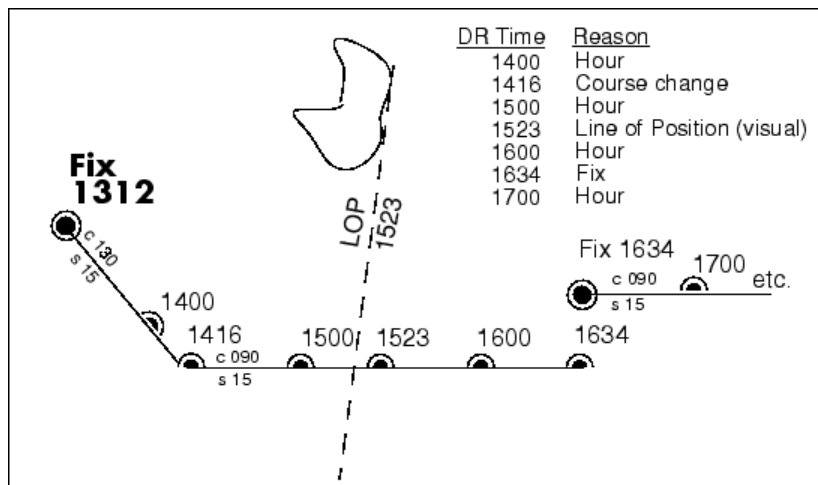 DR Time Reason
1400 Hour
1416 Course change
1500 Hour
1523 Line of Position (visual)
1600 Hour
1634 Fix
1700 Hour
Fix
1312
c 130
s 15
1400
1416
c 090
s 15
1500
LOP
1523
1523
1600
1634
Fix 1634
c 090
s 15
1700
etc.